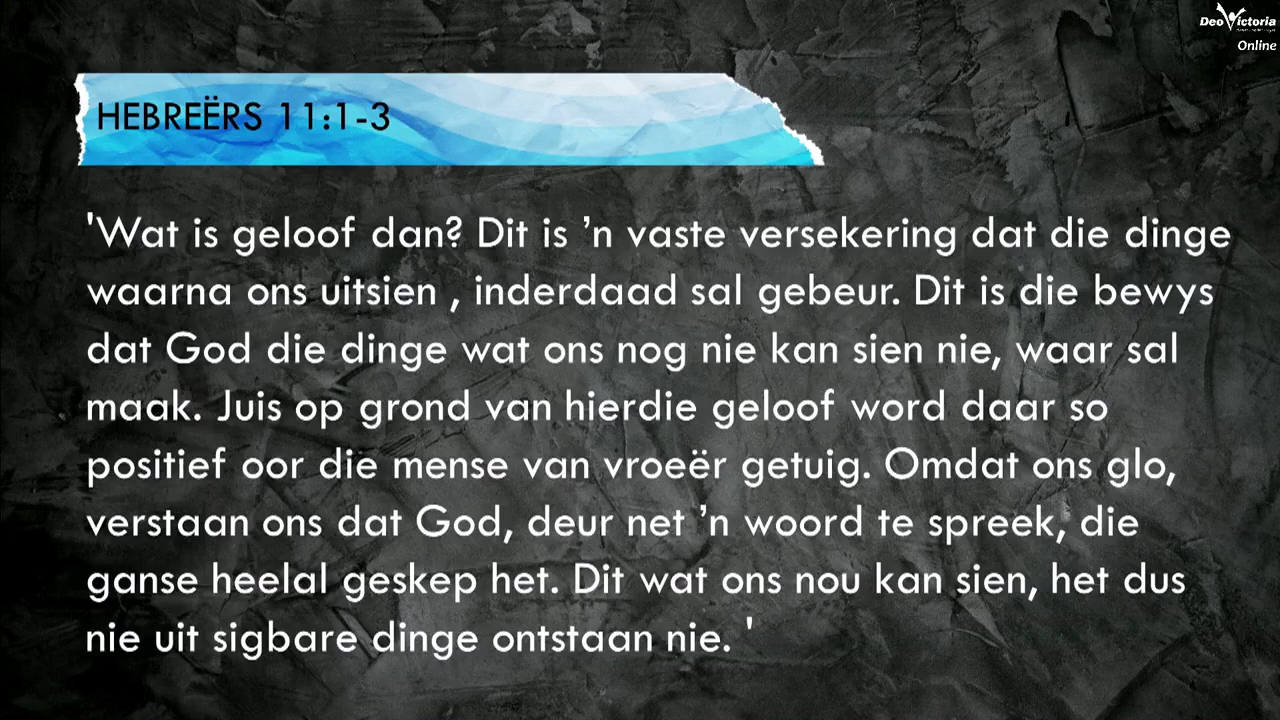 Deo Victoria
Online
HEBREËRS 11:1-3
'Wat is geloof dan? Dit is ’n vaste versekering dat die dinge
waarna ons uitsien , inderdaad sal gebeur. Dit is die bewys
dat God die dinge wat ons nog nie kan sien nie, waar sal
maak. Juis op grond van hierdie geloof word daar so
positief oor die mense van vroeër getuig. Omdat ons glo,
verstaan ons dat God, deur net ’n woord te spreek, die
ganse heelal geskep het. Dit wat ons nou kan sien, het dus
nie uit sigbare dinge ontstaan nie. '